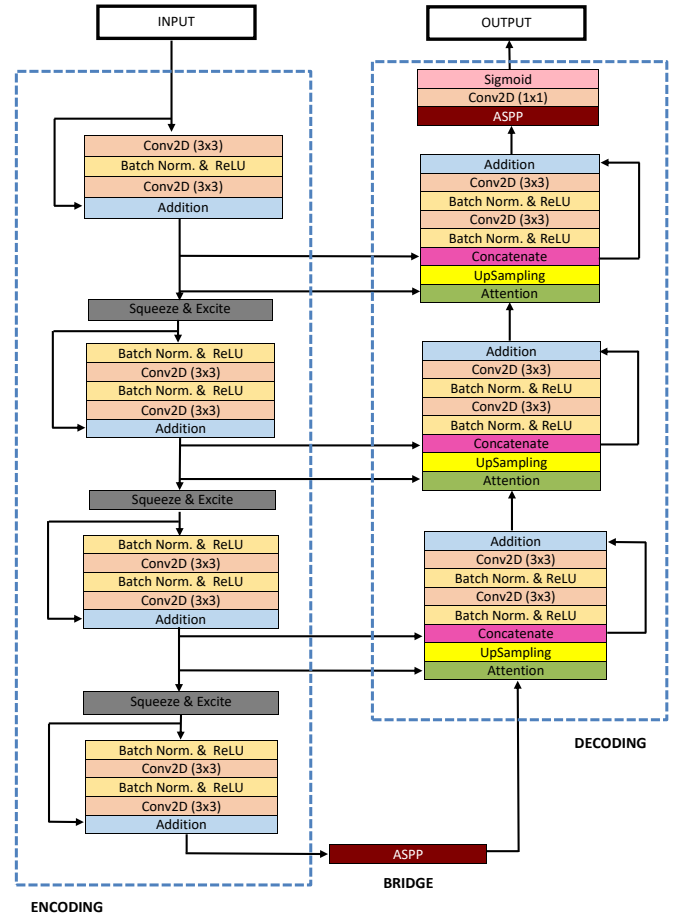 INPUT
Conv2D (3x3)
Batch Norm. & ReLU
Conv2D (3x3)
Addition
Squeeze & Excite
Batch Norm. & ReLU
Conv2D (3x3)
Batch Norm. & ReLU
Conv2D (3x3)
Addition
Squeeze & Excite
Batch Norm. & ReLU
Conv2D (3x3)
Batch Norm. & ReLU
Conv2D (3x3)
Addition
Squeeze & Excite
Batch Norm. & ReLU
Conv2D (3x3)
Batch Norm. & ReLU
Conv2D (3x3)
Addition
ENCODING
ASPP
BRIDGE
OUTPUT
Sigmoid
Conv2D (1x1)
ASPP
Addition
Conv2D (3x3)
Batch Norm. & ReLU
Conv2D (3x3)
Batch Norm. & ReLU
Concatenate
UpSampling
Attention
Addition
Conv2D (3x3)
Batch Norm. & ReLU
Conv2D (3x3)
Batch Norm. & ReLU
Concatenate
UpSampling
Attention
Addition
Conv2D (3x3)
Batch Norm. & ReLU
Conv2D (3x3)
Batch Norm. & ReLU
Concatenate
UpSampling
Attention
DECODING